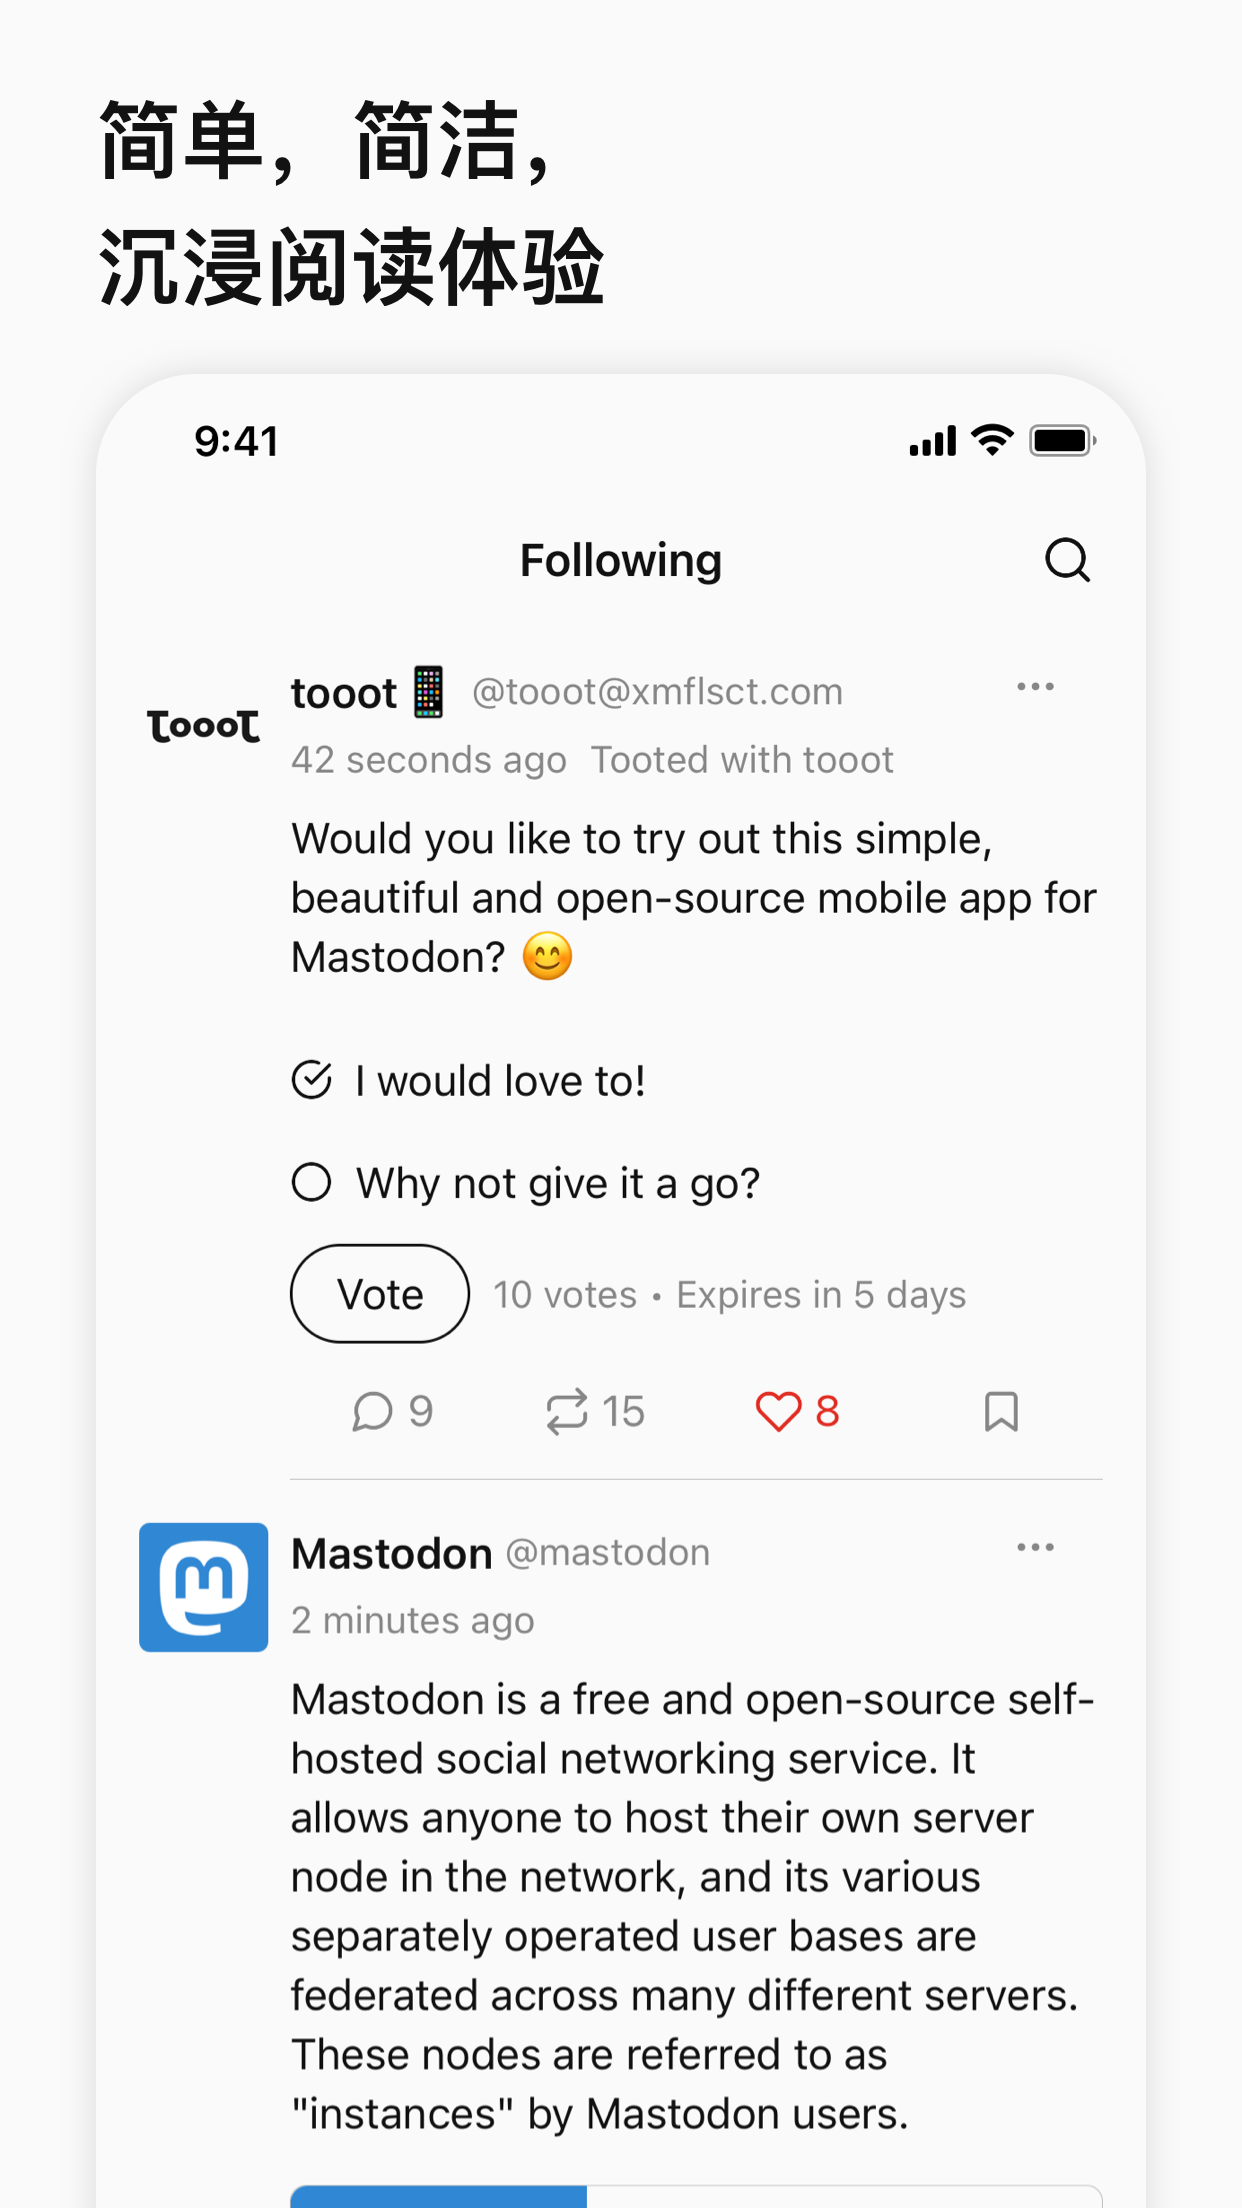 简单，简洁，
沉浸阅读体验
9:41
Following
tooot
tooot 📱 @tooot@xmflsct.com
42 seconds ago Tooted with tooot
Would you like to try out this simple,
beautiful and open-source mobile app for
Mastodon? 😊
I would love to!
Why not give it a go?
Vote 10 votes • Expires in 5 days
9 15 8
Mastodon @mastodon
2 minutes ago
Mastodon is a free and open-source self-
hosted social networking service. It
allows anyone to host their own server
node in the network, and its various
separately operated user bases are
federated across many different servers.
These nodes are referred to as
"instances" by Mastodon users.